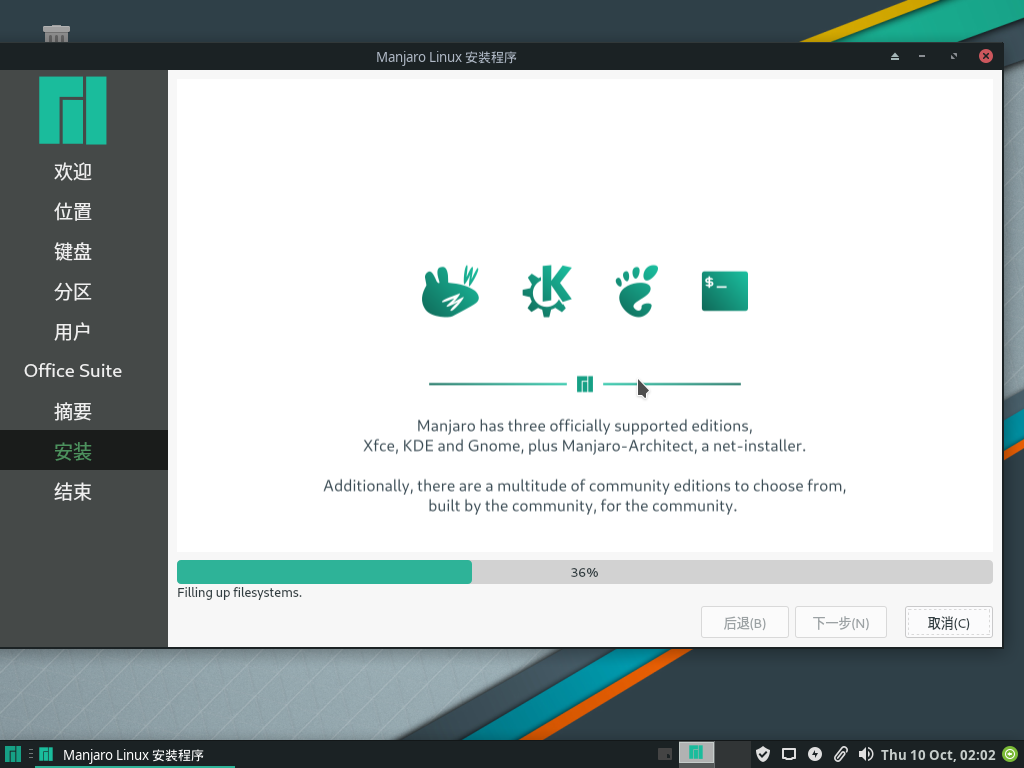 Manjaro Linux 安装程序
欢迎
位置
键盘
分区
用户
Office Suite
摘要
安装
结束
$_
Manjaro has three officially supported editions,
Xfce, KDE and Gnome, plus Manjaro-Architect, a net-installer.
Additionally, there are a multitude of community editions to choose from,
built by the community, for the community.
36%
Filling up filesystems.
后退(B)
下一步(N)
取消(C)
Manjaro Linux 安装程序
Thu 10 Oct, 02:02